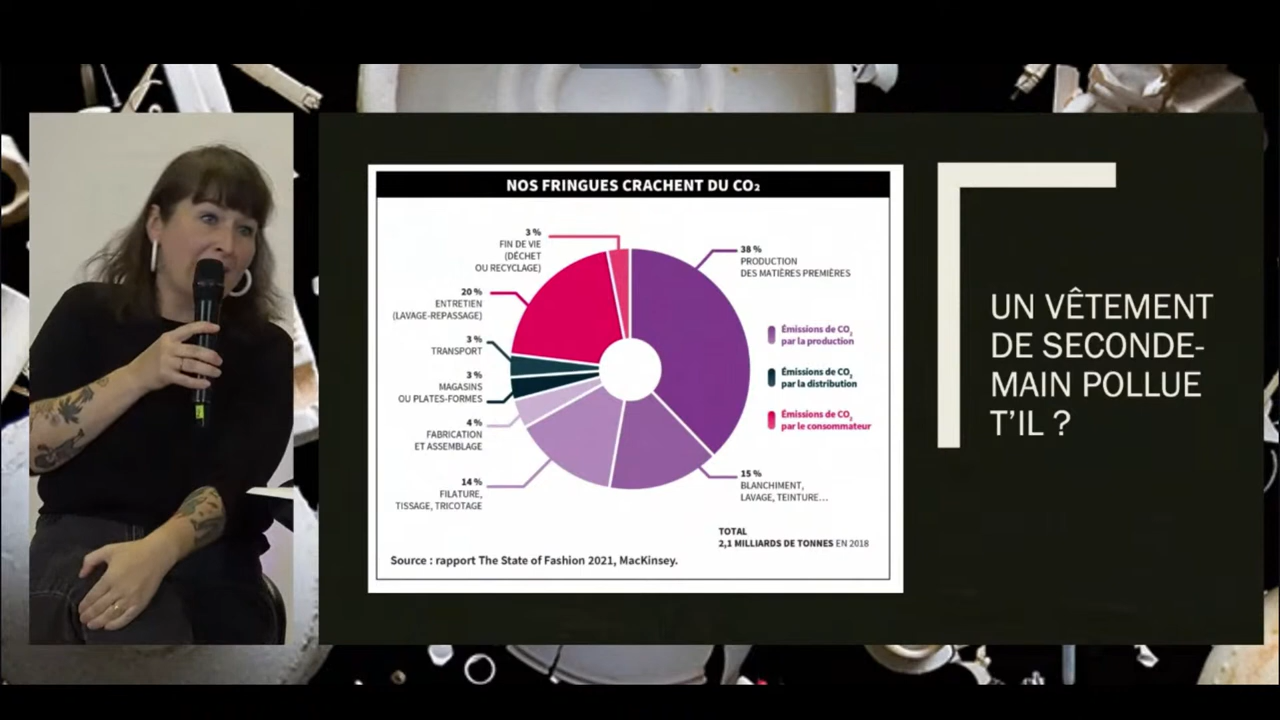 NOS FRINGUES CRACHENT DU CO₂
3 %
FIN DE VIE
(DÉCHET
OU RECYCLAGE)
20 %
ENTRETIEN
(LAVAGE-REPASSAGE)
3 %
TRANSPORT
3 %
MAGASINS
OU PLATES-FORMES
4 %
FABRICATION
ET ASSEMBLAGE
14 %
FILATURE,
TISSAGE, TRICOTAGE
38 %
PRODUCTION
DES MATIÈRES PREMIÈRES
Émissions de CO₂
par la production
Émissions de CO₂
par la distribution
Émissions de CO₂
par le consommateur
15 %
BLANCHIMENT,
LAVAGE, TEINTURE...
TOTAL
2,1 MILLIARDS DE TONNES EN 2018
Source : rapport The State of Fashion 2021, MacKinsey.
UN VÊTEMENT
DE SECONDE-
MAIN POLLUE
T'IL ?